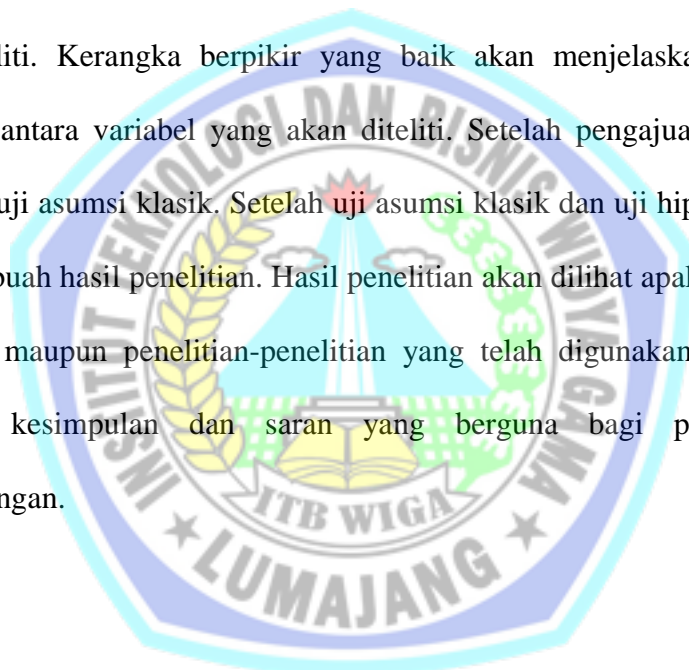 liti. Kerangka berpikir yang baik akan menjelaska
antara variabel yang akan diteliti. Setelah pengajua
uji asumsi klasik. Setelah uji asumsi klasik dan uji hip
buah hasil penelitian. Hasil penelitian akan dilihat apal
maupun penelitian-penelitian yang telah digunakan
kesimpulan dan saran yang berguna bagi p
ngan.
INSTITUT TEKNOLOGI DAN BISNIS WIDYA GAMA
ITB WIGA
LUMAJANG